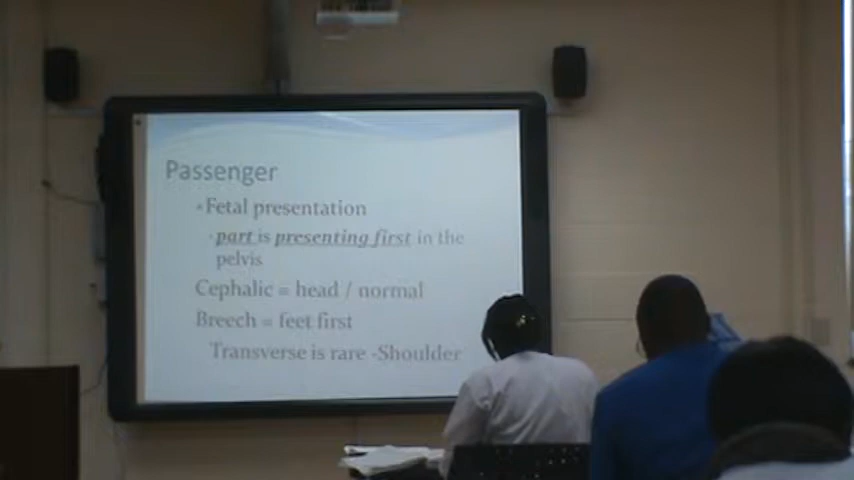 Passenger
Fetal presentation
part is presenting first in the
pelvis
Cephalic = head / normal
Breech = feet first
Transverse is rare -Shoulder